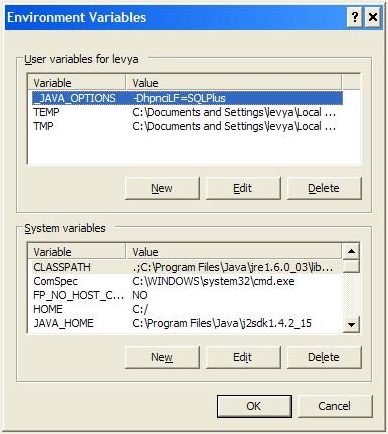 Environment Variables
User variables for levya
Variable Value
_JAVA_OPTIONS -DhpnciLF=SQLPlus
TEMP C:\Documents and Settings\levya\Local ...
TMP C:\Documents and Settings\levya\Local ...
New Edit Delete
System variables
Variable Value
CLASSPATH .;C:\Program Files\Java\jre1.6.0_03\lib...
ComSpec C:\WINDOWS\system32\cmd.exe
FP_NO_HOST_C... NO
HOME C:/
JAVA_HOME C:\Program Files\Java\j2sdk1.4.2_15
New Edit Delete
OK Cancel